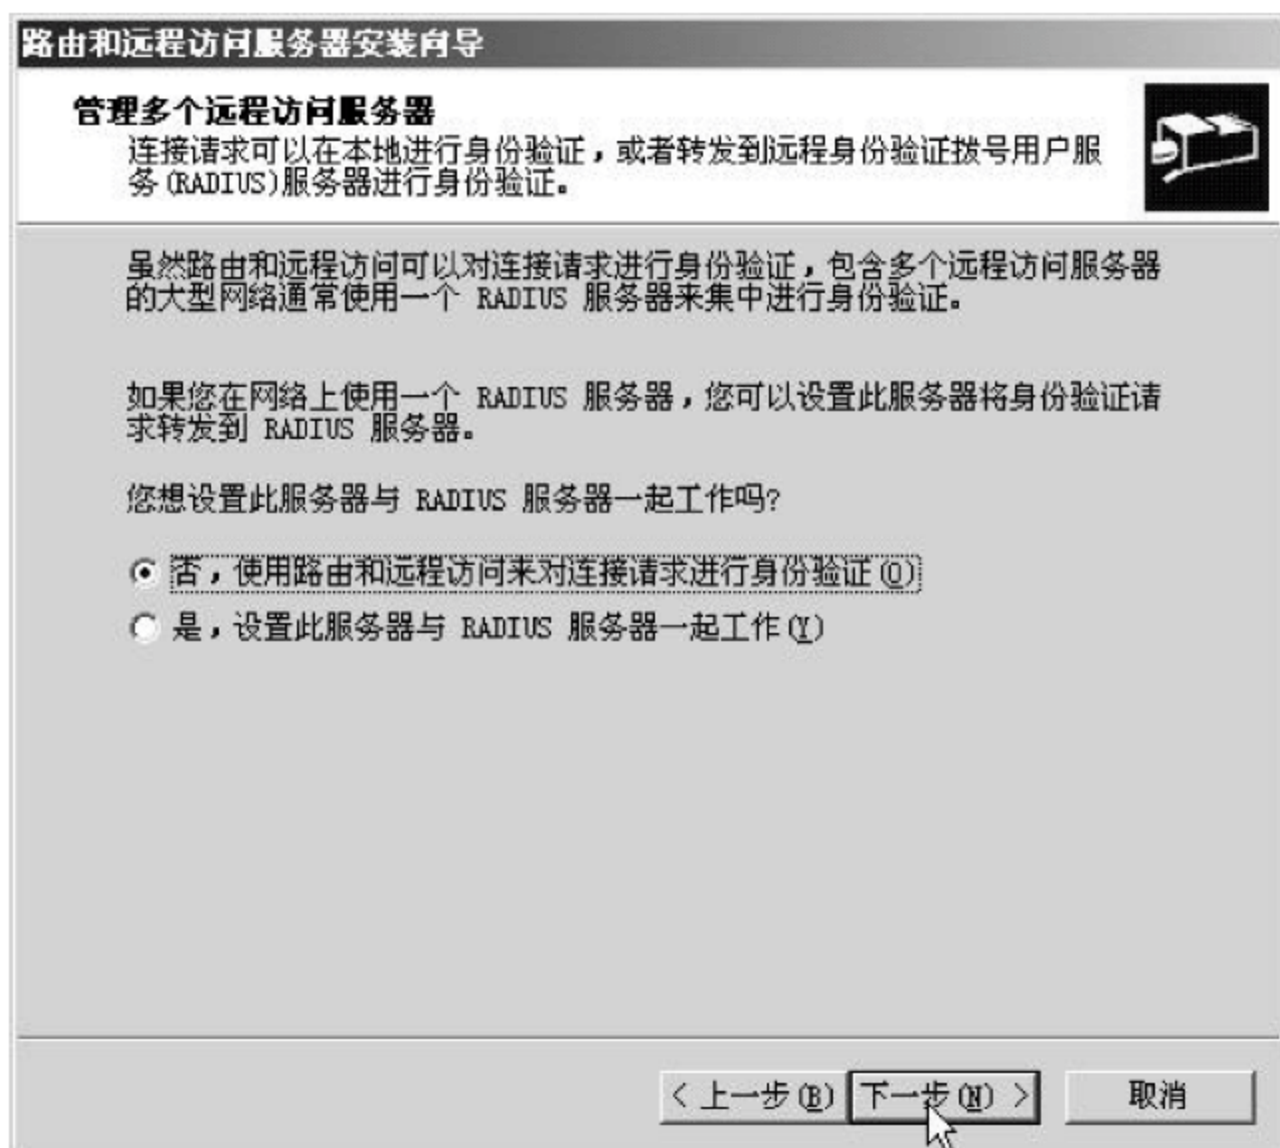 路由和远程访问服务器安装向导
管理多个远程访问服务器
连接请求可以在本地进行身份验证，或者转发到远程身份验证拨号用户服
务(RADIUS)服务器进行身份验证。
虽然路由和远程访问可以对连接请求进行身份验证，包含多个远程访问服务器
的大型网络通常使用一个 RADIUS 服务器来集中进行身份验证。
如果您在网络上使用一个 RADIUS 服务器，您可以设置此服务器将身份验证请
求转发到 RADIUS 服务器。
您想设置此服务器与 RADIUS 服务器一起工作吗?
否，使用路由和远程访问来对连接请求进行身份验证(O)
是，设置此服务器与 RADIUS 服务器一起工作(Y)
< 上一步(B) 下一步(N) > 取消